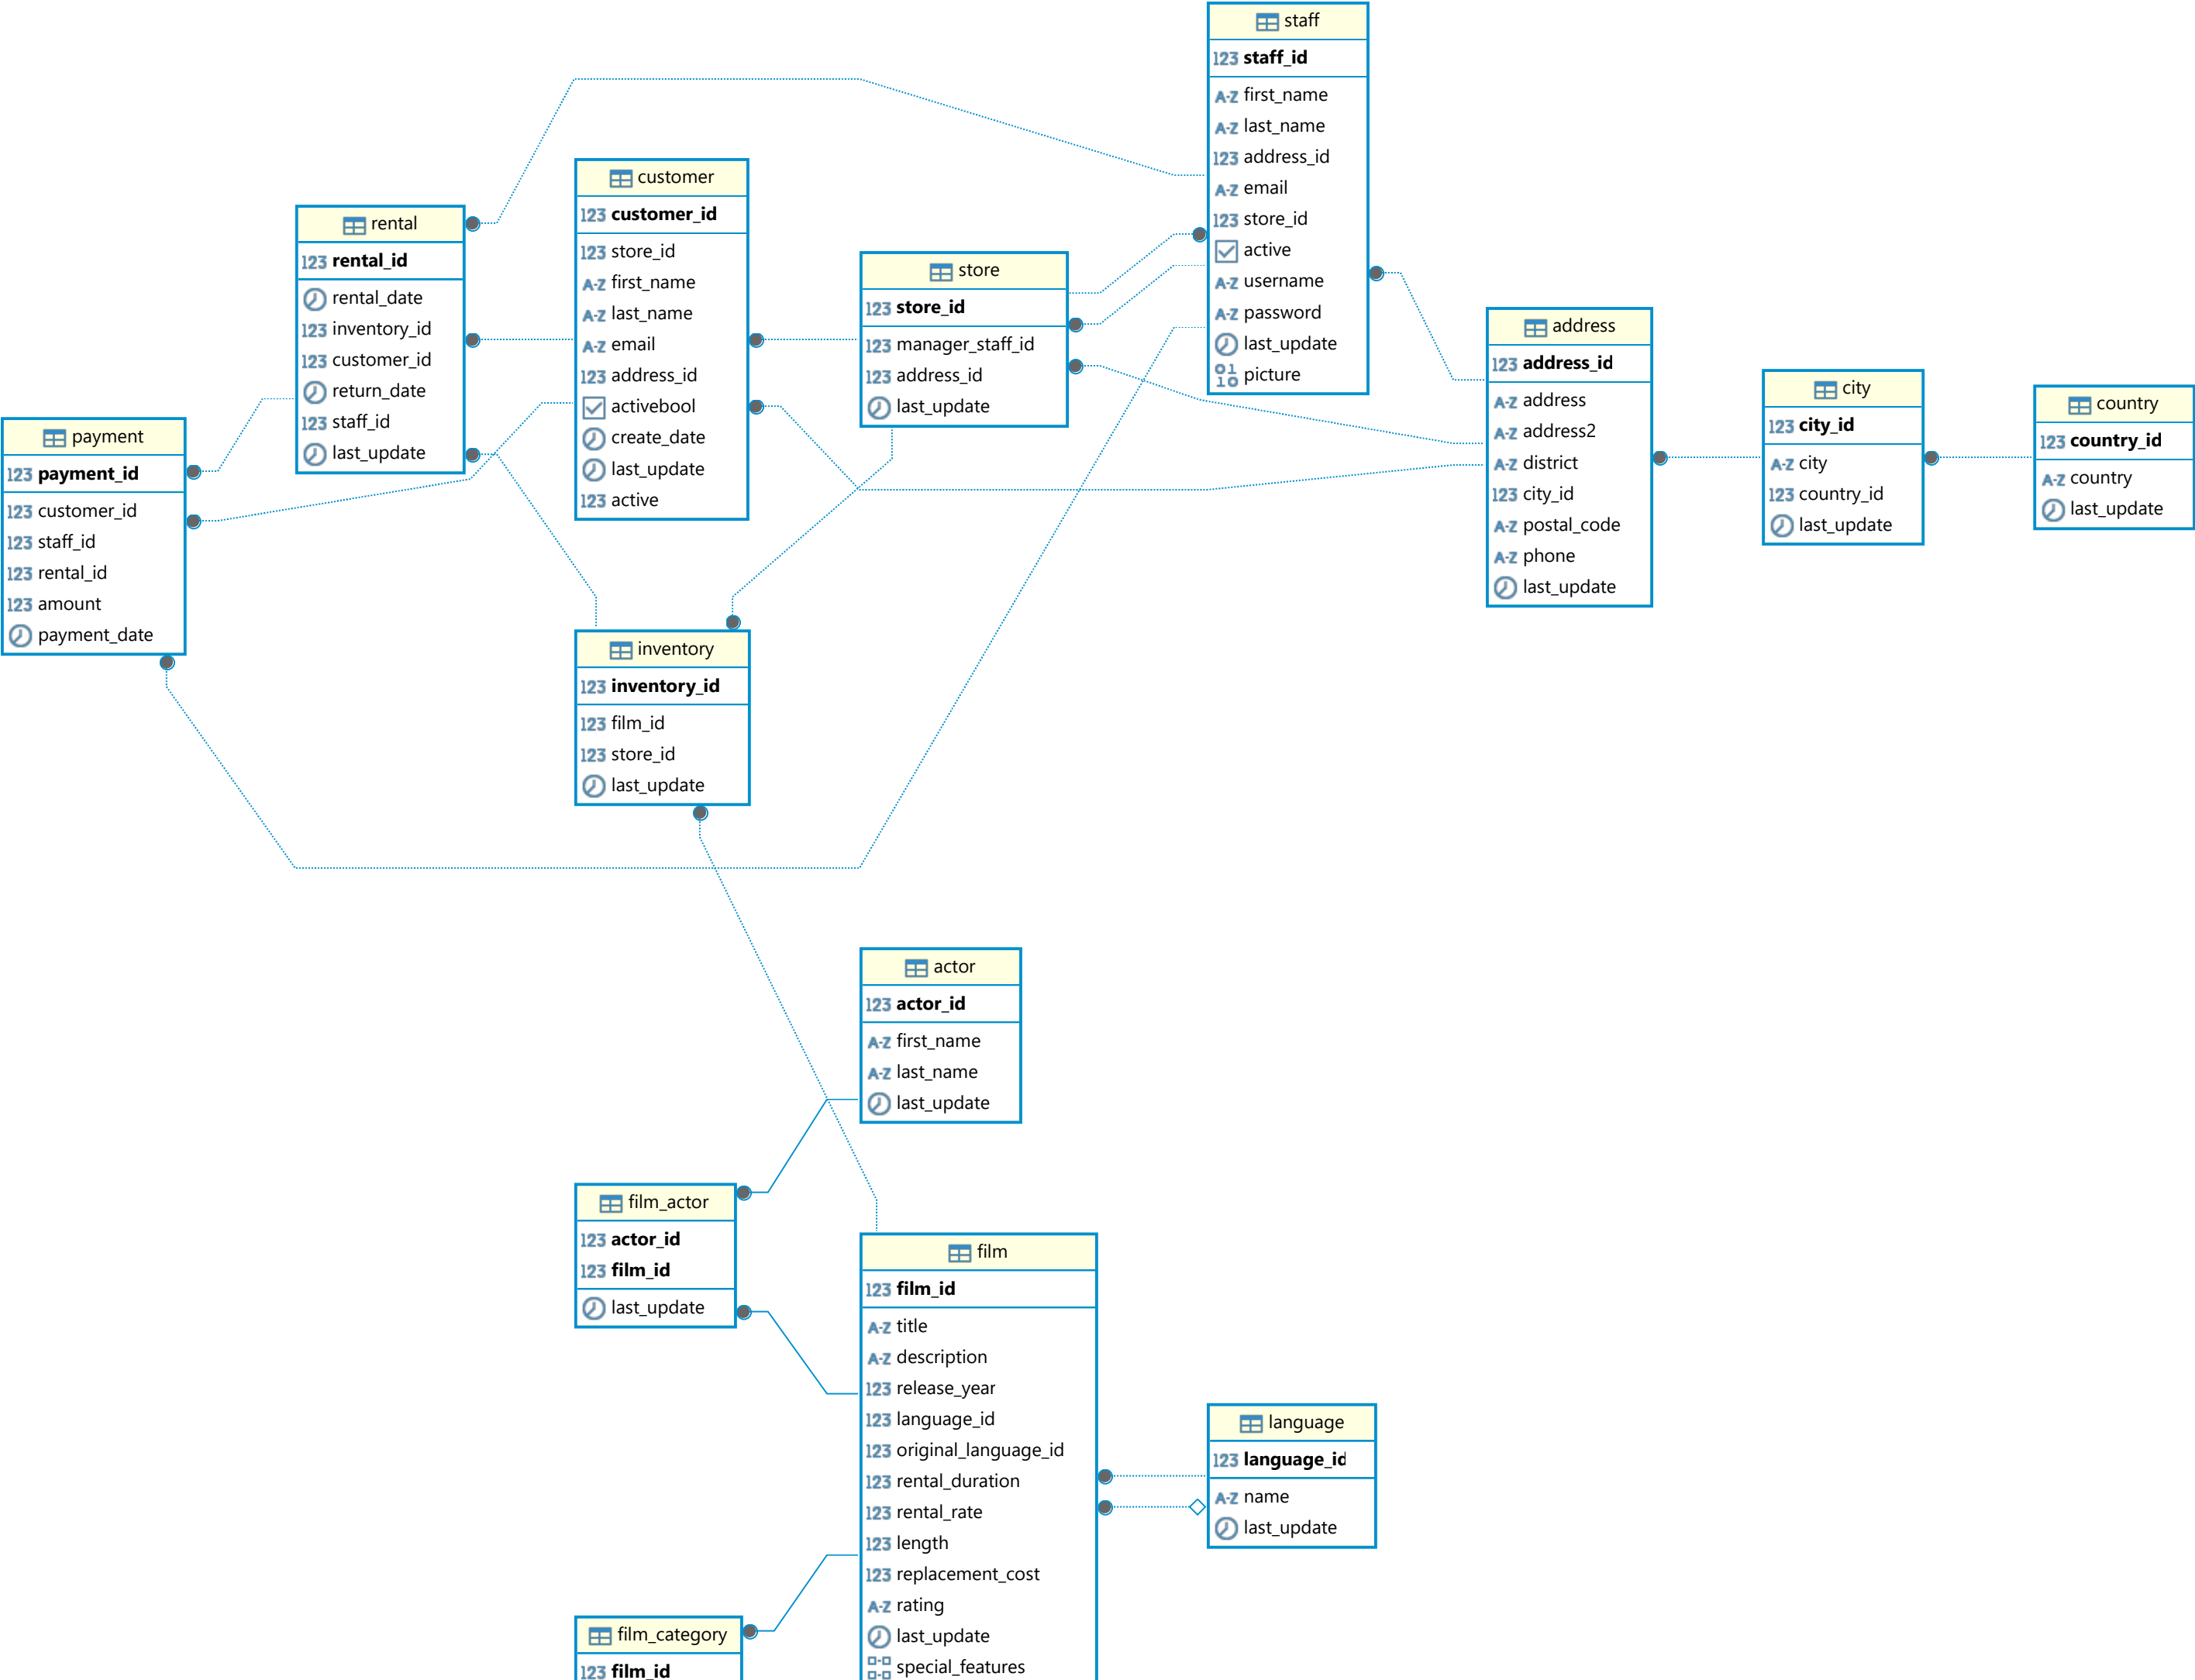 staff
staff_id
first_name
last_name
address_id
email
store_id
active
username
password
last_update
picture
customer
customer_id
store_id
first_name
last_name
email
address_id
activebool
create_date
last_update
active
rental
rental_id
rental_date
inventory_id
customer_id
return_date
staff_id
last_update
store
store_id
manager_staff_id
address_id
last_update
address
address_id
address
address2
district
city_id
postal_code
phone
last_update
city
city_id
city
country_id
last_update
country
country_id
country
last_update
payment
payment_id
customer_id
staff_id
rental_id
amount
payment_date
inventory
inventory_id
film_id
store_id
last_update
actor
actor_id
first_name
last_name
last_update
film_actor
actor_id
film_id
last_update
film
film_id
title
description
release_year
language_id
original_language_id
rental_duration
rental_rate
length
replacement_cost
rating
last_update
special_features
language
language_id
name
last_update
film_category
film_id